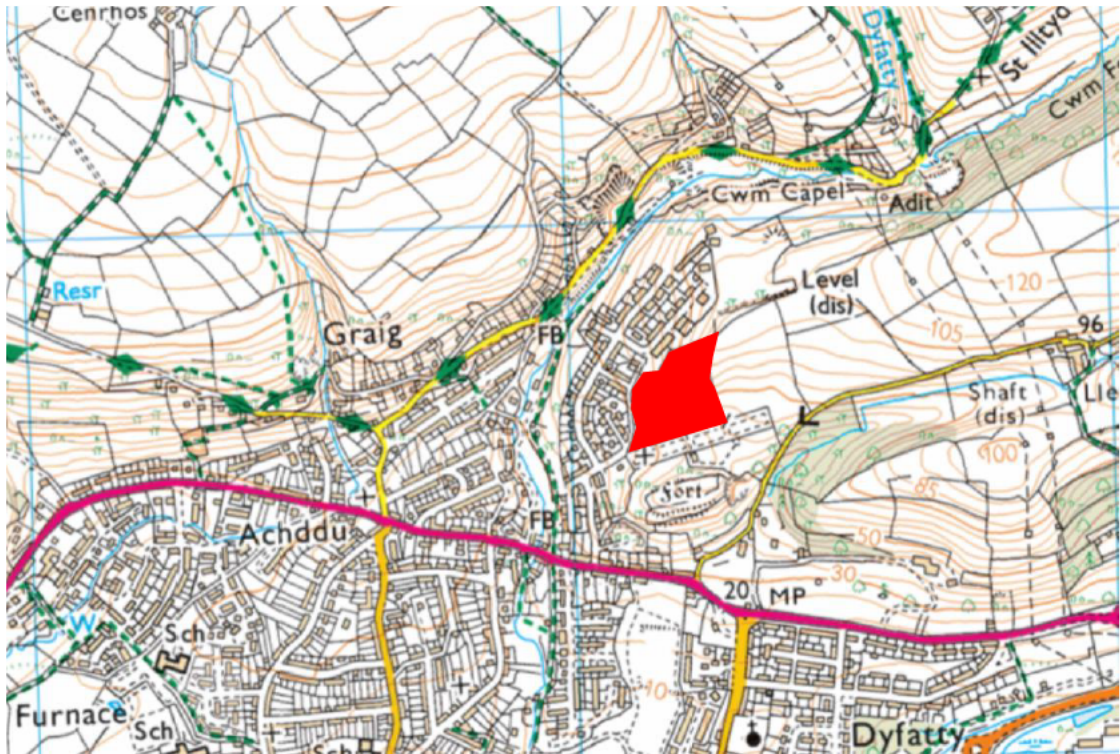 Cenrhos
Dyfatty
St Illtyd
Cwm
Cwm Capel
Adit
Resr
Level
(dis)
120
Graig
FB
105
96
Shaft
(dis)
Lle
L
100
Fort
85
Achddu
FB
50
30
20
MP
W
Sch
10
Furnace
Sch
Sch
Dyfatty